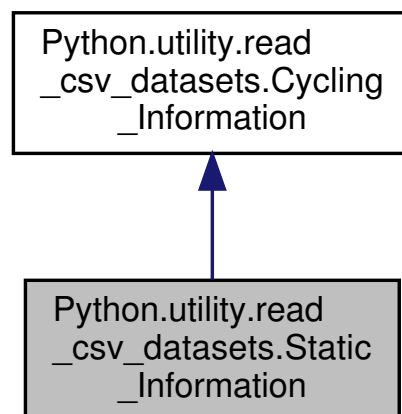 Python.utility.read
_csv_datasets.Cycling
_Information
Python.utility.read
_csv_datasets.Static
_Information